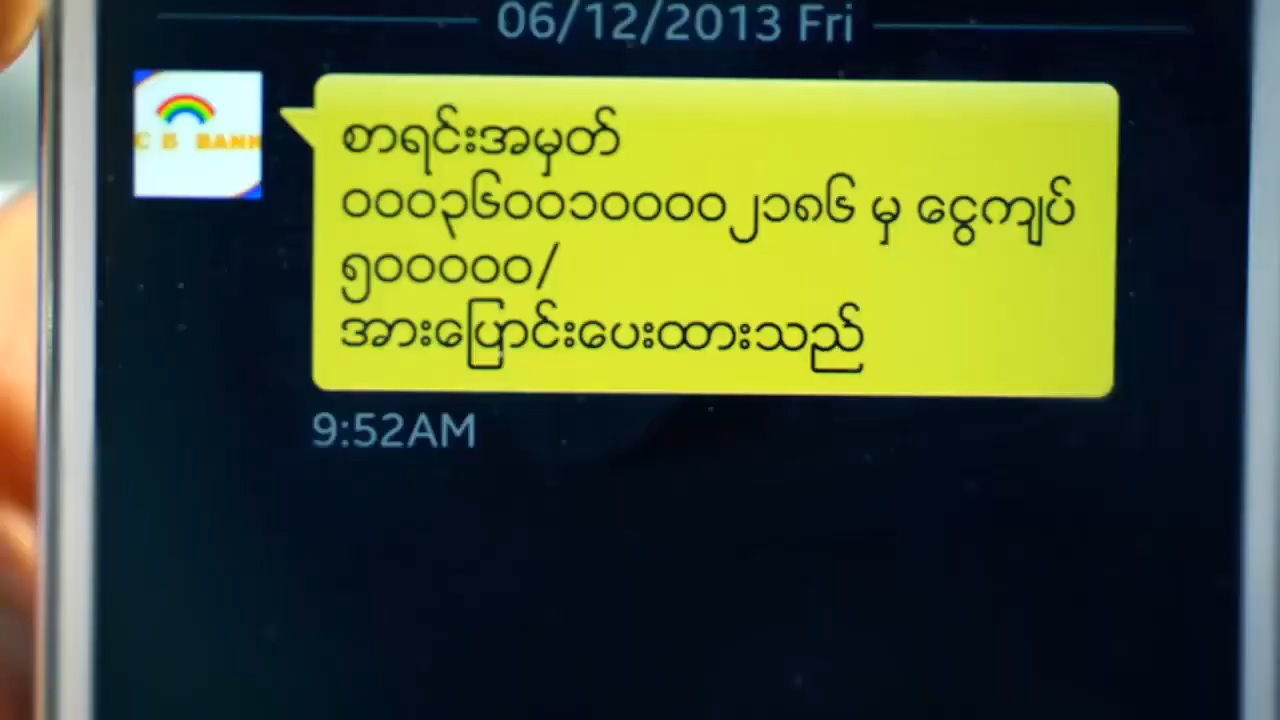 06/12/2013 Fri
C B BANK
စာရင်းအမှတ်
၀၀၀၃၆၀၀၁၀၀၀၀၂၁၈၆ မှ ငွေကျပ်
၅၀၀၀၀၀/
အားပြောင်းပေးထားသည်
9:52AM